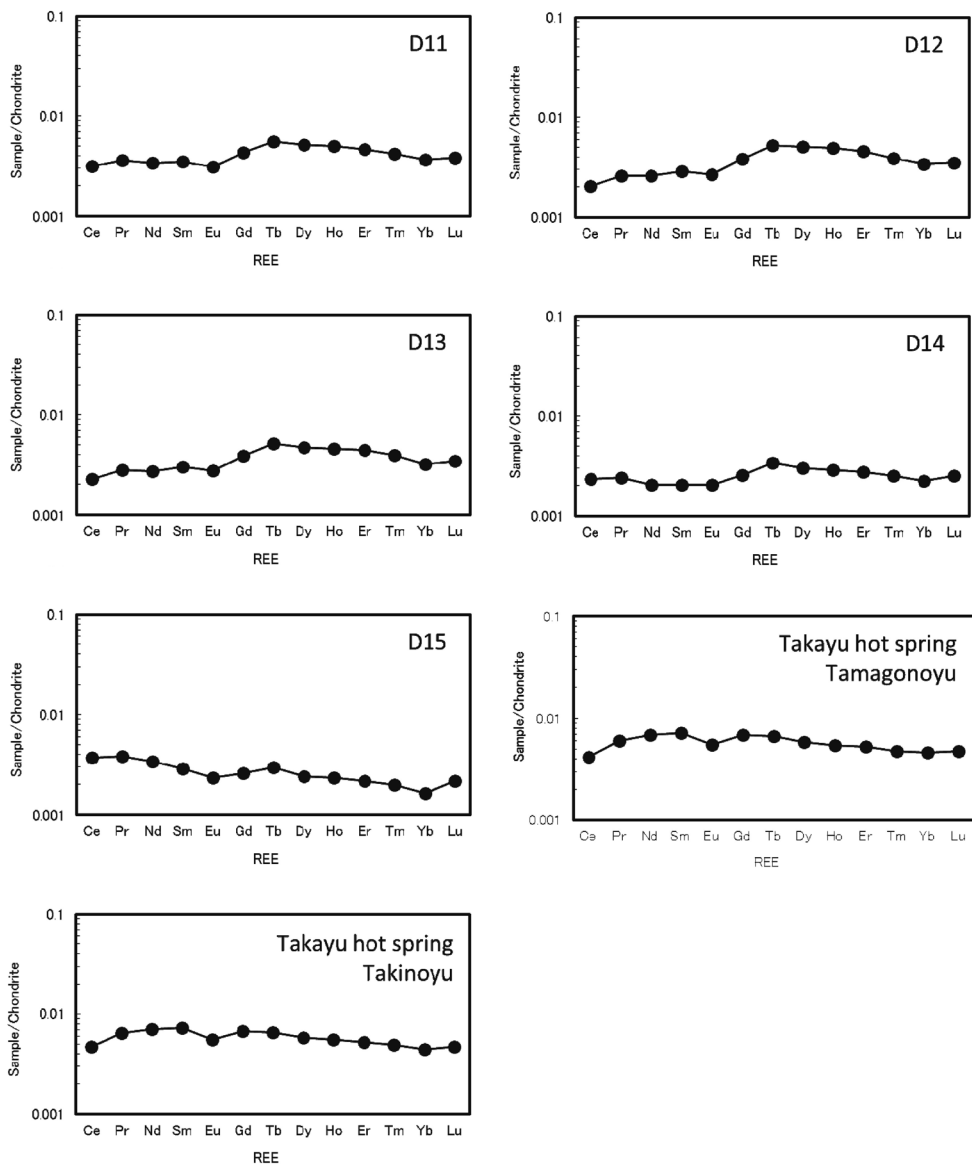 0.1
0.01
0.001
Sample/Chondrite
D11
Ce Pr Nd Sm Eu Gd Tb Dy Ho Er Tm Yb Lu
REE
0.1
0.01
0.001
Sample/Chondrite
D12
Ce Pr Nd Sm Eu Gd Tb Dy Ho Er Tm Yb Lu
REE
0.1
0.01
0.001
Sample/Chondrite
D13
Ce Pr Nd Sm Eu Gd Tb Dy Ho Er Tm Yb Lu
REE
0.1
0.01
0.001
Sample/Chondrite
D14
Ce Pr Nd Sm Eu Gd Tb Dy Ho Er Tm Yb Lu
REE
0.1
0.01
0.001
Sample/Chondrite
D15
Ce Pr Nd Sm Eu Gd Tb Dy Ho Er Tm Yb Lu
REE
0.1
0.01
0.001
Sample/Chondrite
Takayu hot spring
Tamagonoyu
Ce Pr Nd Sm Eu Gd Tb Dy Ho Er Tm Yb Lu
REE
0.1
0.01
0.001
Sample/Chondrite
Takayu hot spring
Takinoyu
Ce Pr Nd Sm Eu Gd Tb Dy Ho Er Tm Yb Lu
REE